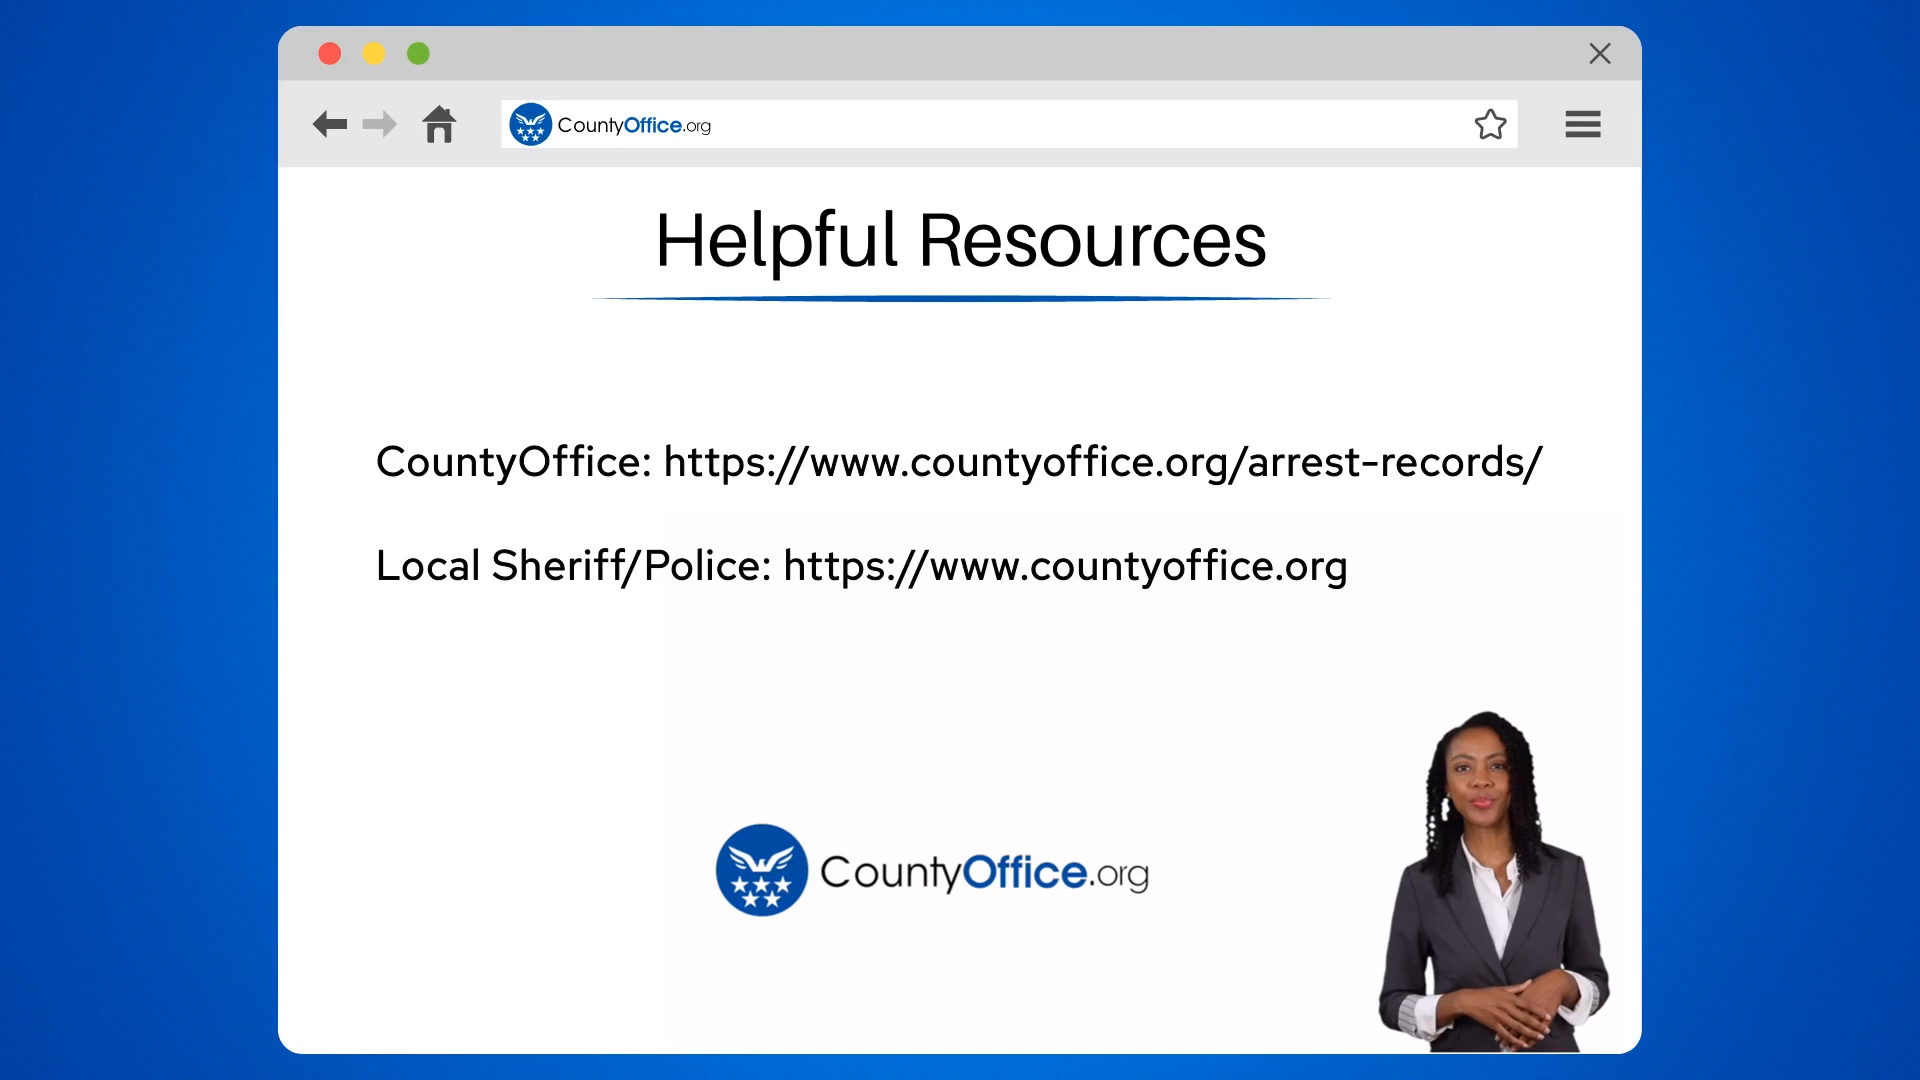 CountyOffice.org
Helpful Resources
CountyOffice: https://www.countyoffice.org/arrest-records/
Local Sheriff/Police: https://www.countyoffice.org
CountyOffice.org